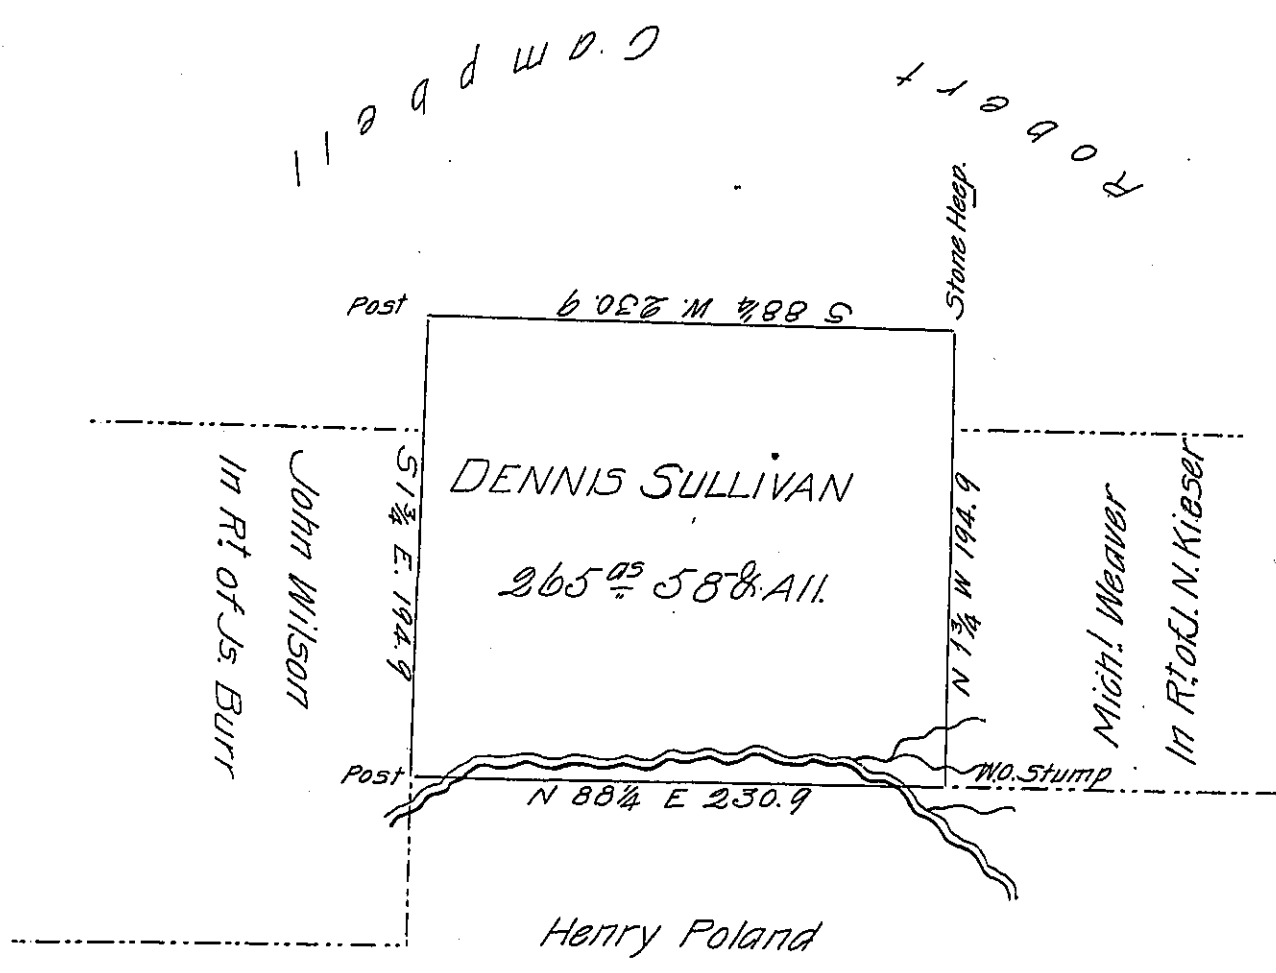 Robert Campbell
Stone Heep.
Post
S 88¼ W. 230.9
DENNIS SULLIVAN
265 as 58 & All.
S 1¾ E. 194.9
N 1¾ W 194.9
John Wilson
In Rt. of Js. Burr
Mich! Weaver
In Rt. of J. N. Kieser
Post
W.O. Stump
N 88¼ E 230.9
Henry Poland